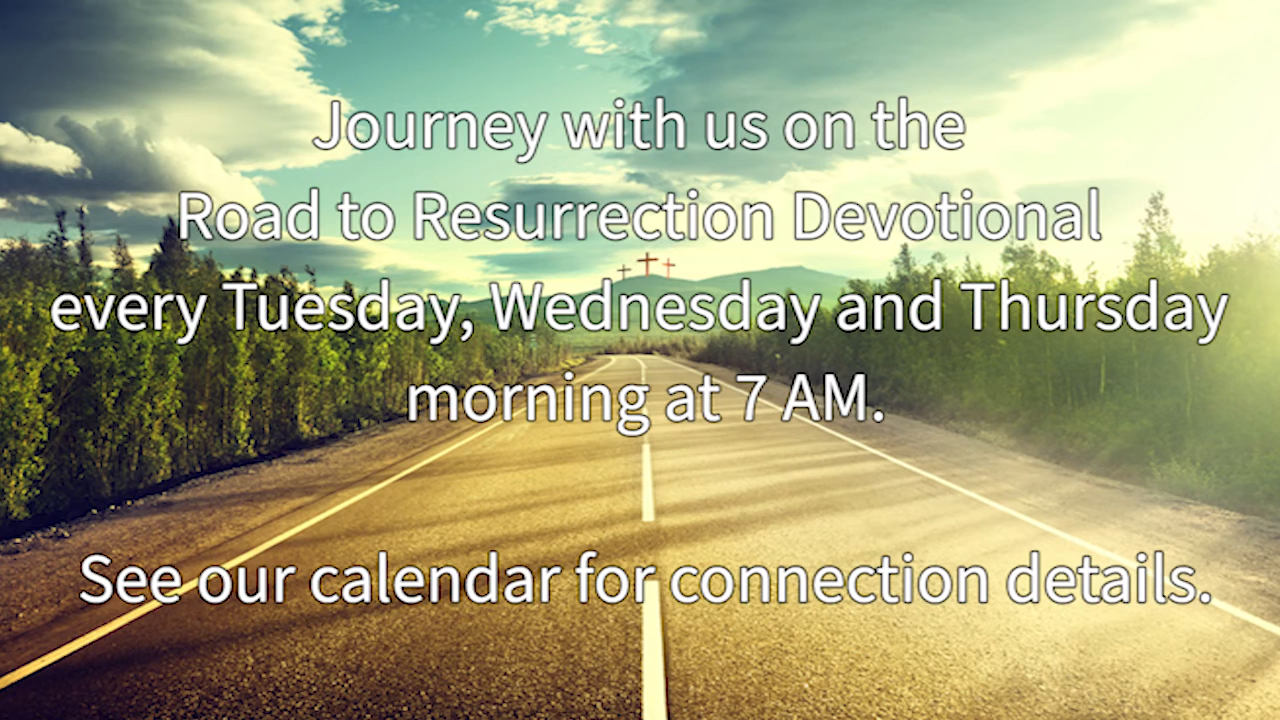 Journey with us on the
Road to Resurrection Devotional
every Tuesday, Wednesday and Thursday
morning at 7 AM.
See our calendar for connection details.